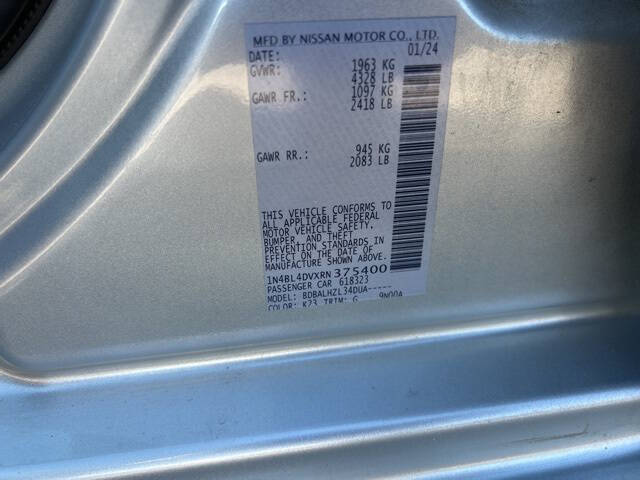 MFD BY NISSAN MOTOR CO., LTD.
DATE: 01/24
GVWR: 1963 KG
4328 LB
GAWR FR.: 1097 KG
2418 LB
GAWR RR.: 945 KG
2083 LB
THIS VEHICLE CONFORMS TO
ALL APPLICABLE FEDERAL
MOTOR VEHICLE SAFETY,
BUMPER, AND THEFT
PREVENTION STANDARDS IN
EFFECT ON THE DATE OF
MANUFACTURE SHOWN ABOVE.
1N4BL4DVXRN375400
PASSENGER CAR 618323
MODEL: BDBALHZL34DUA-----
COLOR: K23 TRIM: G 9N00A